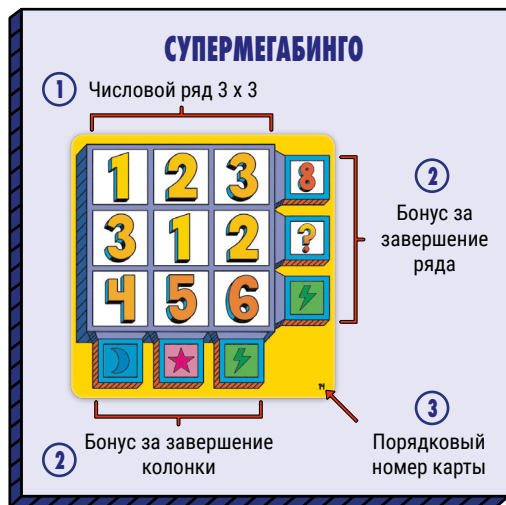 СУПЕРМЕГАБИНГО
1 Числовой ряд 3 x 3
1 2 3 8
3 1 2 ?
4 5 6
2
Бонус за
завершение
ряда
2 Бонус за завершение
колонки
3
Порядковый
номер карты